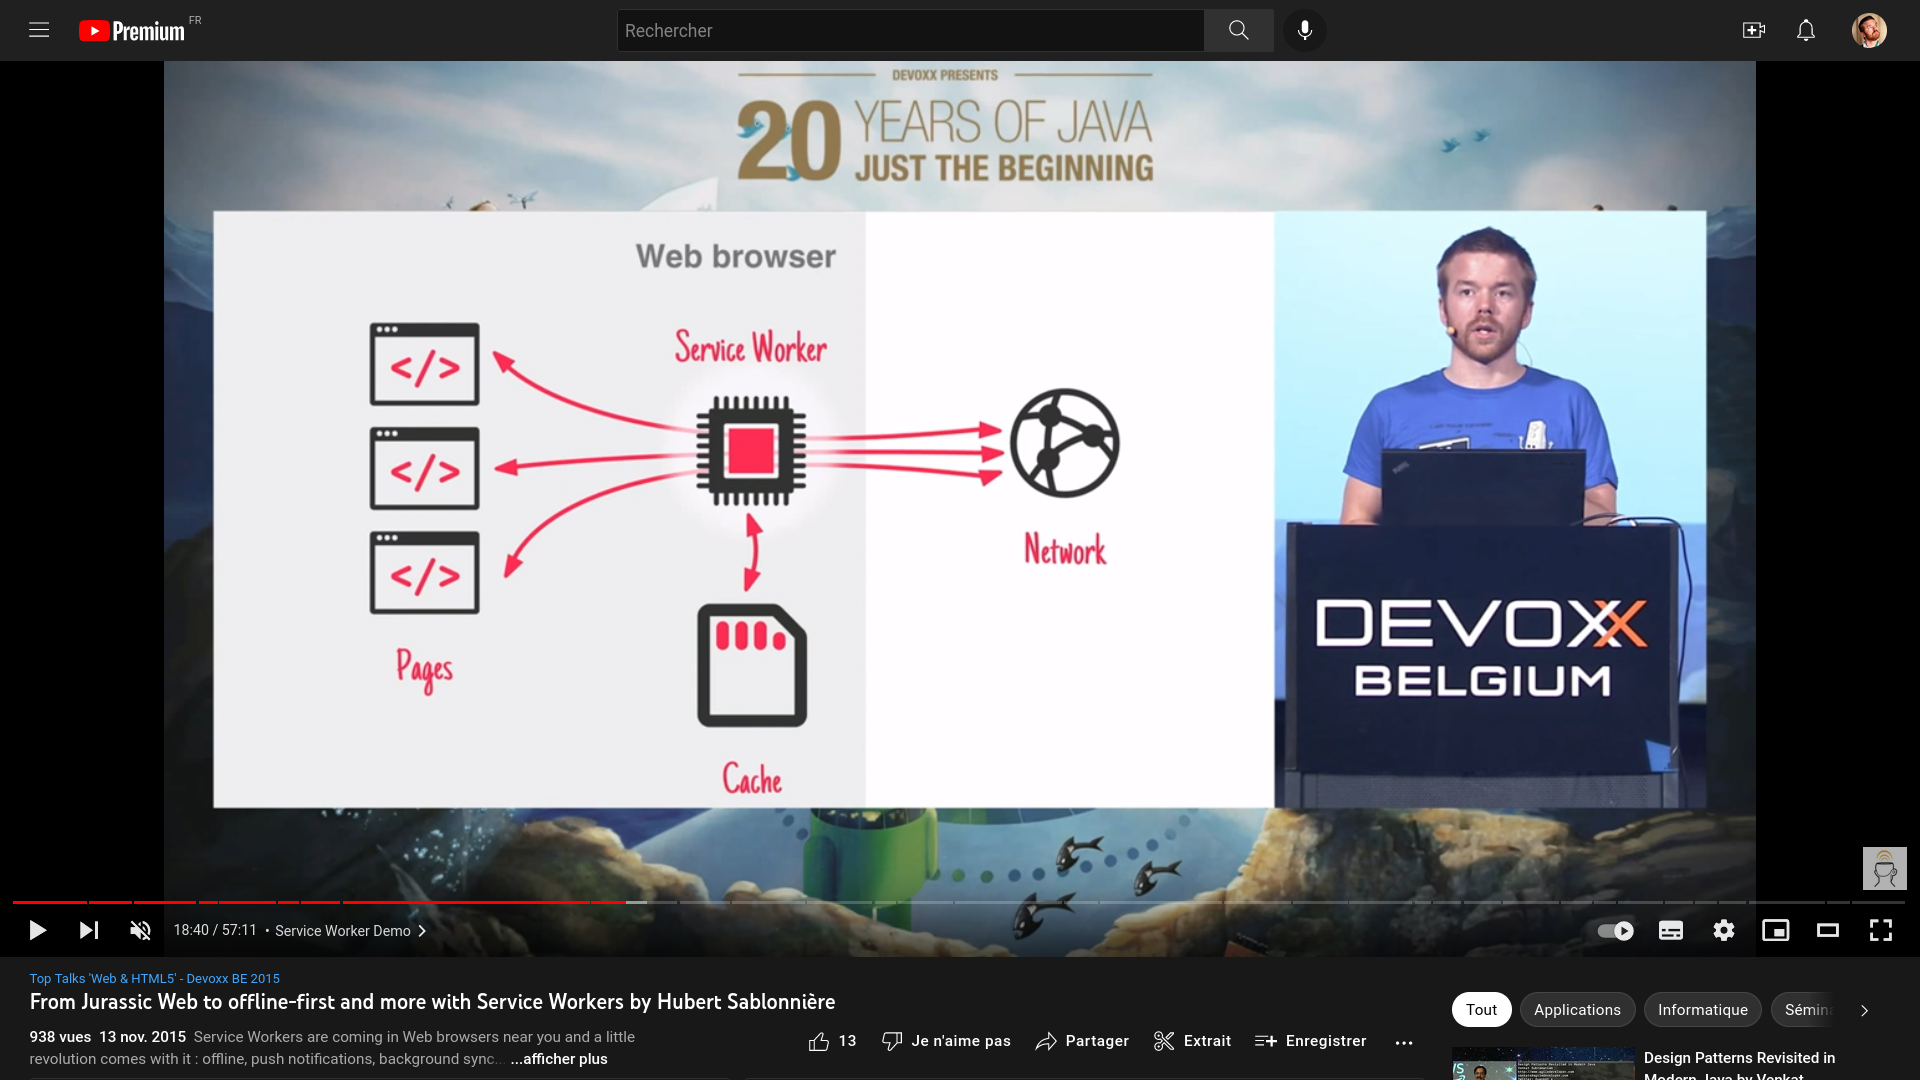 Premium FR
Rechercher
DEVOXX PRESENTS
20 YEARS OF JAVA
JUST THE BEGINNING
Web browser
Service Worker
</>
</>
</>
Network
Pages
Cache
DEVOXX
BELGIUM
18:40 / 57:11 • Service Worker Demo
Top Talks 'Web & HTML5' - Devoxx BE 2015
From Jurassic Web to offline-first and more with Service Workers by Hubert Sablonnière
938 vues 13 nov. 2015 Service Workers are coming in Web browsers near you and a little
revolution comes with it : offline, push notifications, background sync... ...afficher plus
13 Je n'aime pas Partager Extrait Enregistrer
Tout Applications Informatique
Design Patterns Revisited in
Modern Java by Venkat